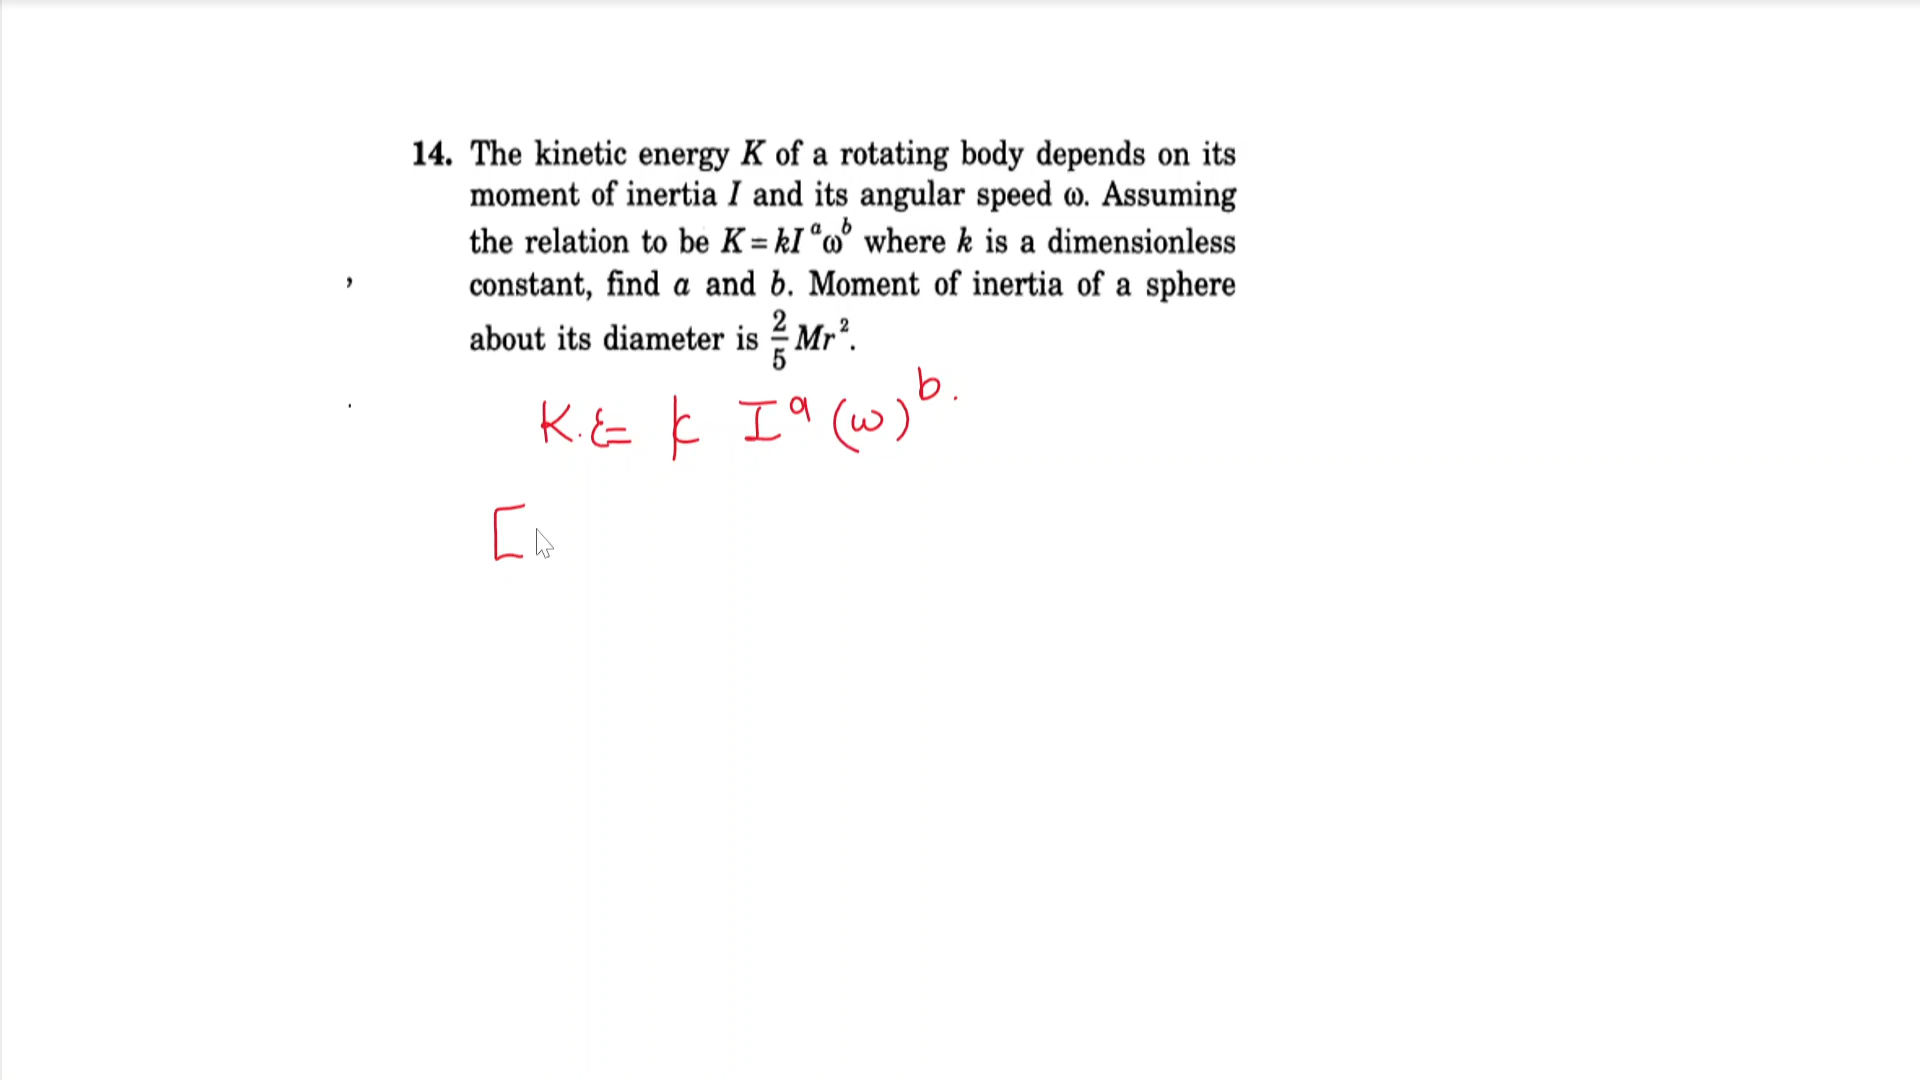 14. The kinetic energy K of a rotating body depends on its
moment of inertia I and its angular speed ω. Assuming
the relation to be K = kI^a ω^b where k is a dimensionless
constant, find a and b. Moment of inertia of a sphere
about its diameter is 2/5 Mr².
K.E = k I^a (ω)^b.
[